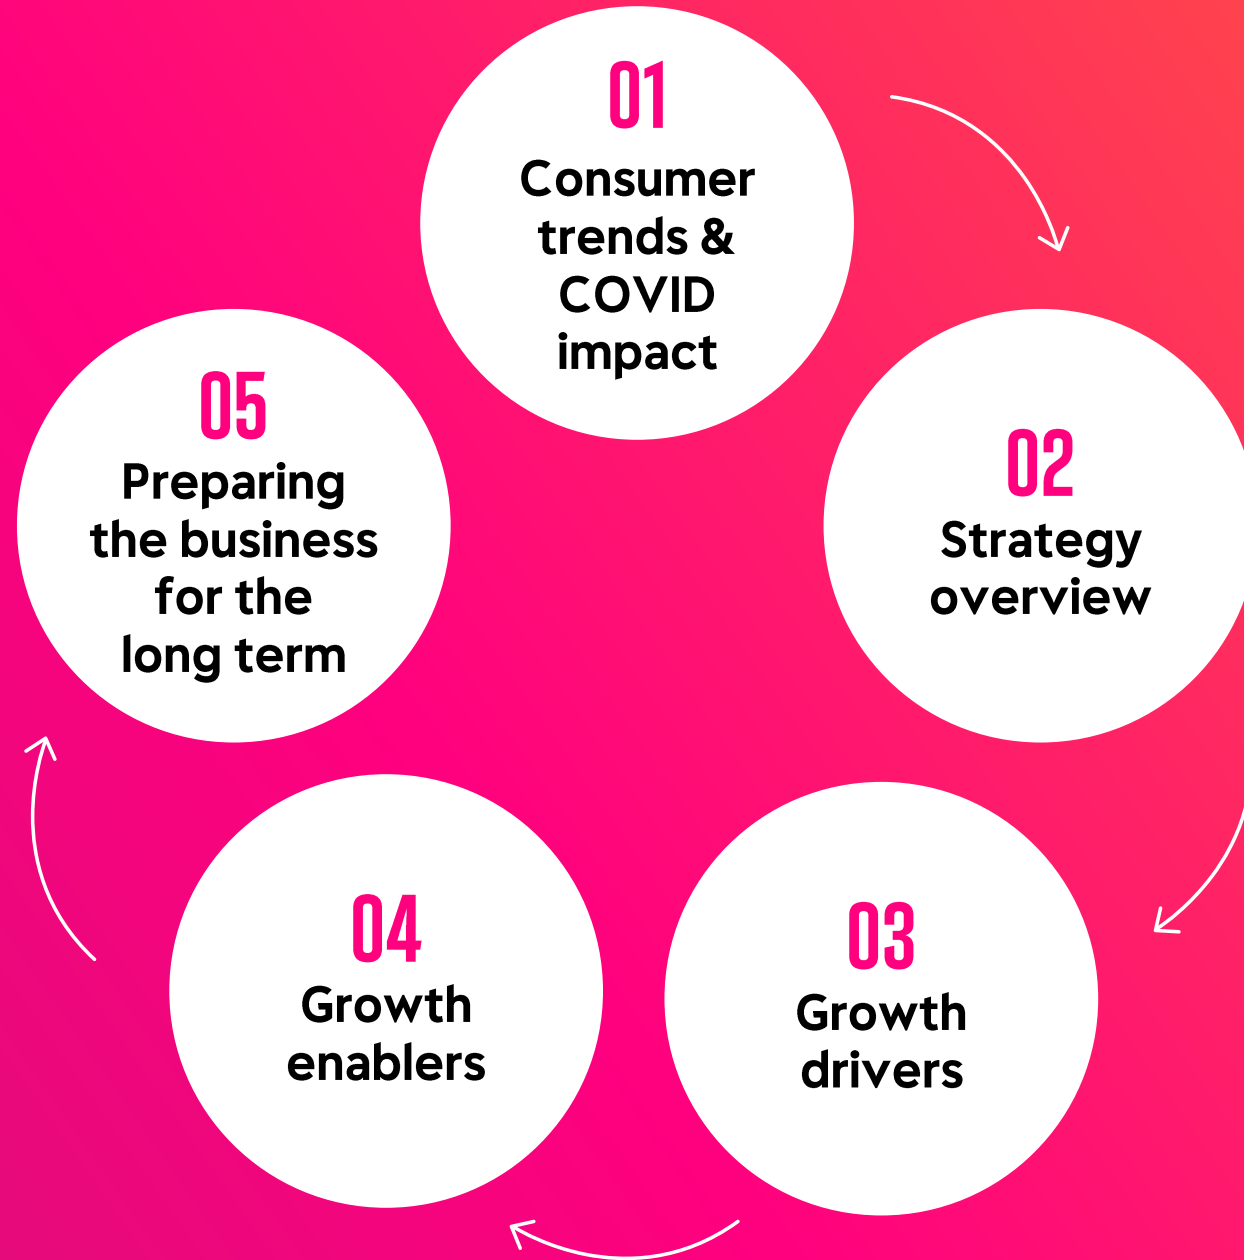 01
Consumer
trends &
COVID
impact
02
Strategy
overview
03
Growth
drivers
04
Growth
enablers
05
Preparing
the business
for the
long term